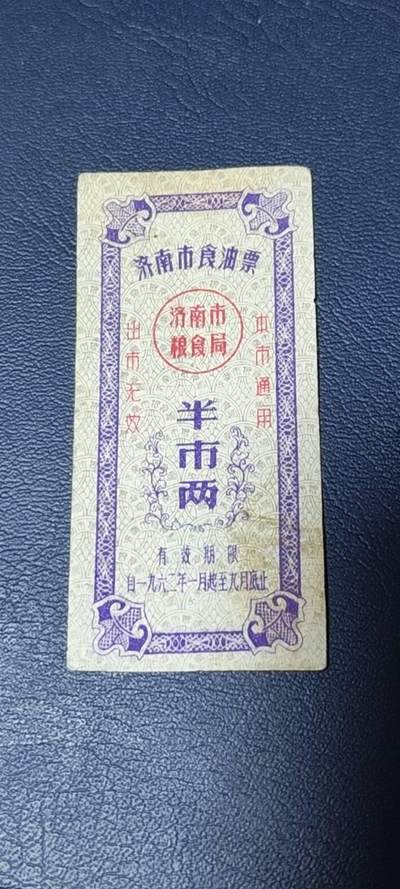 济南市食油票
济南市
粮食局
本市通用
出市无效
半市两
有效期限
自一九六二年一月起至九月底止